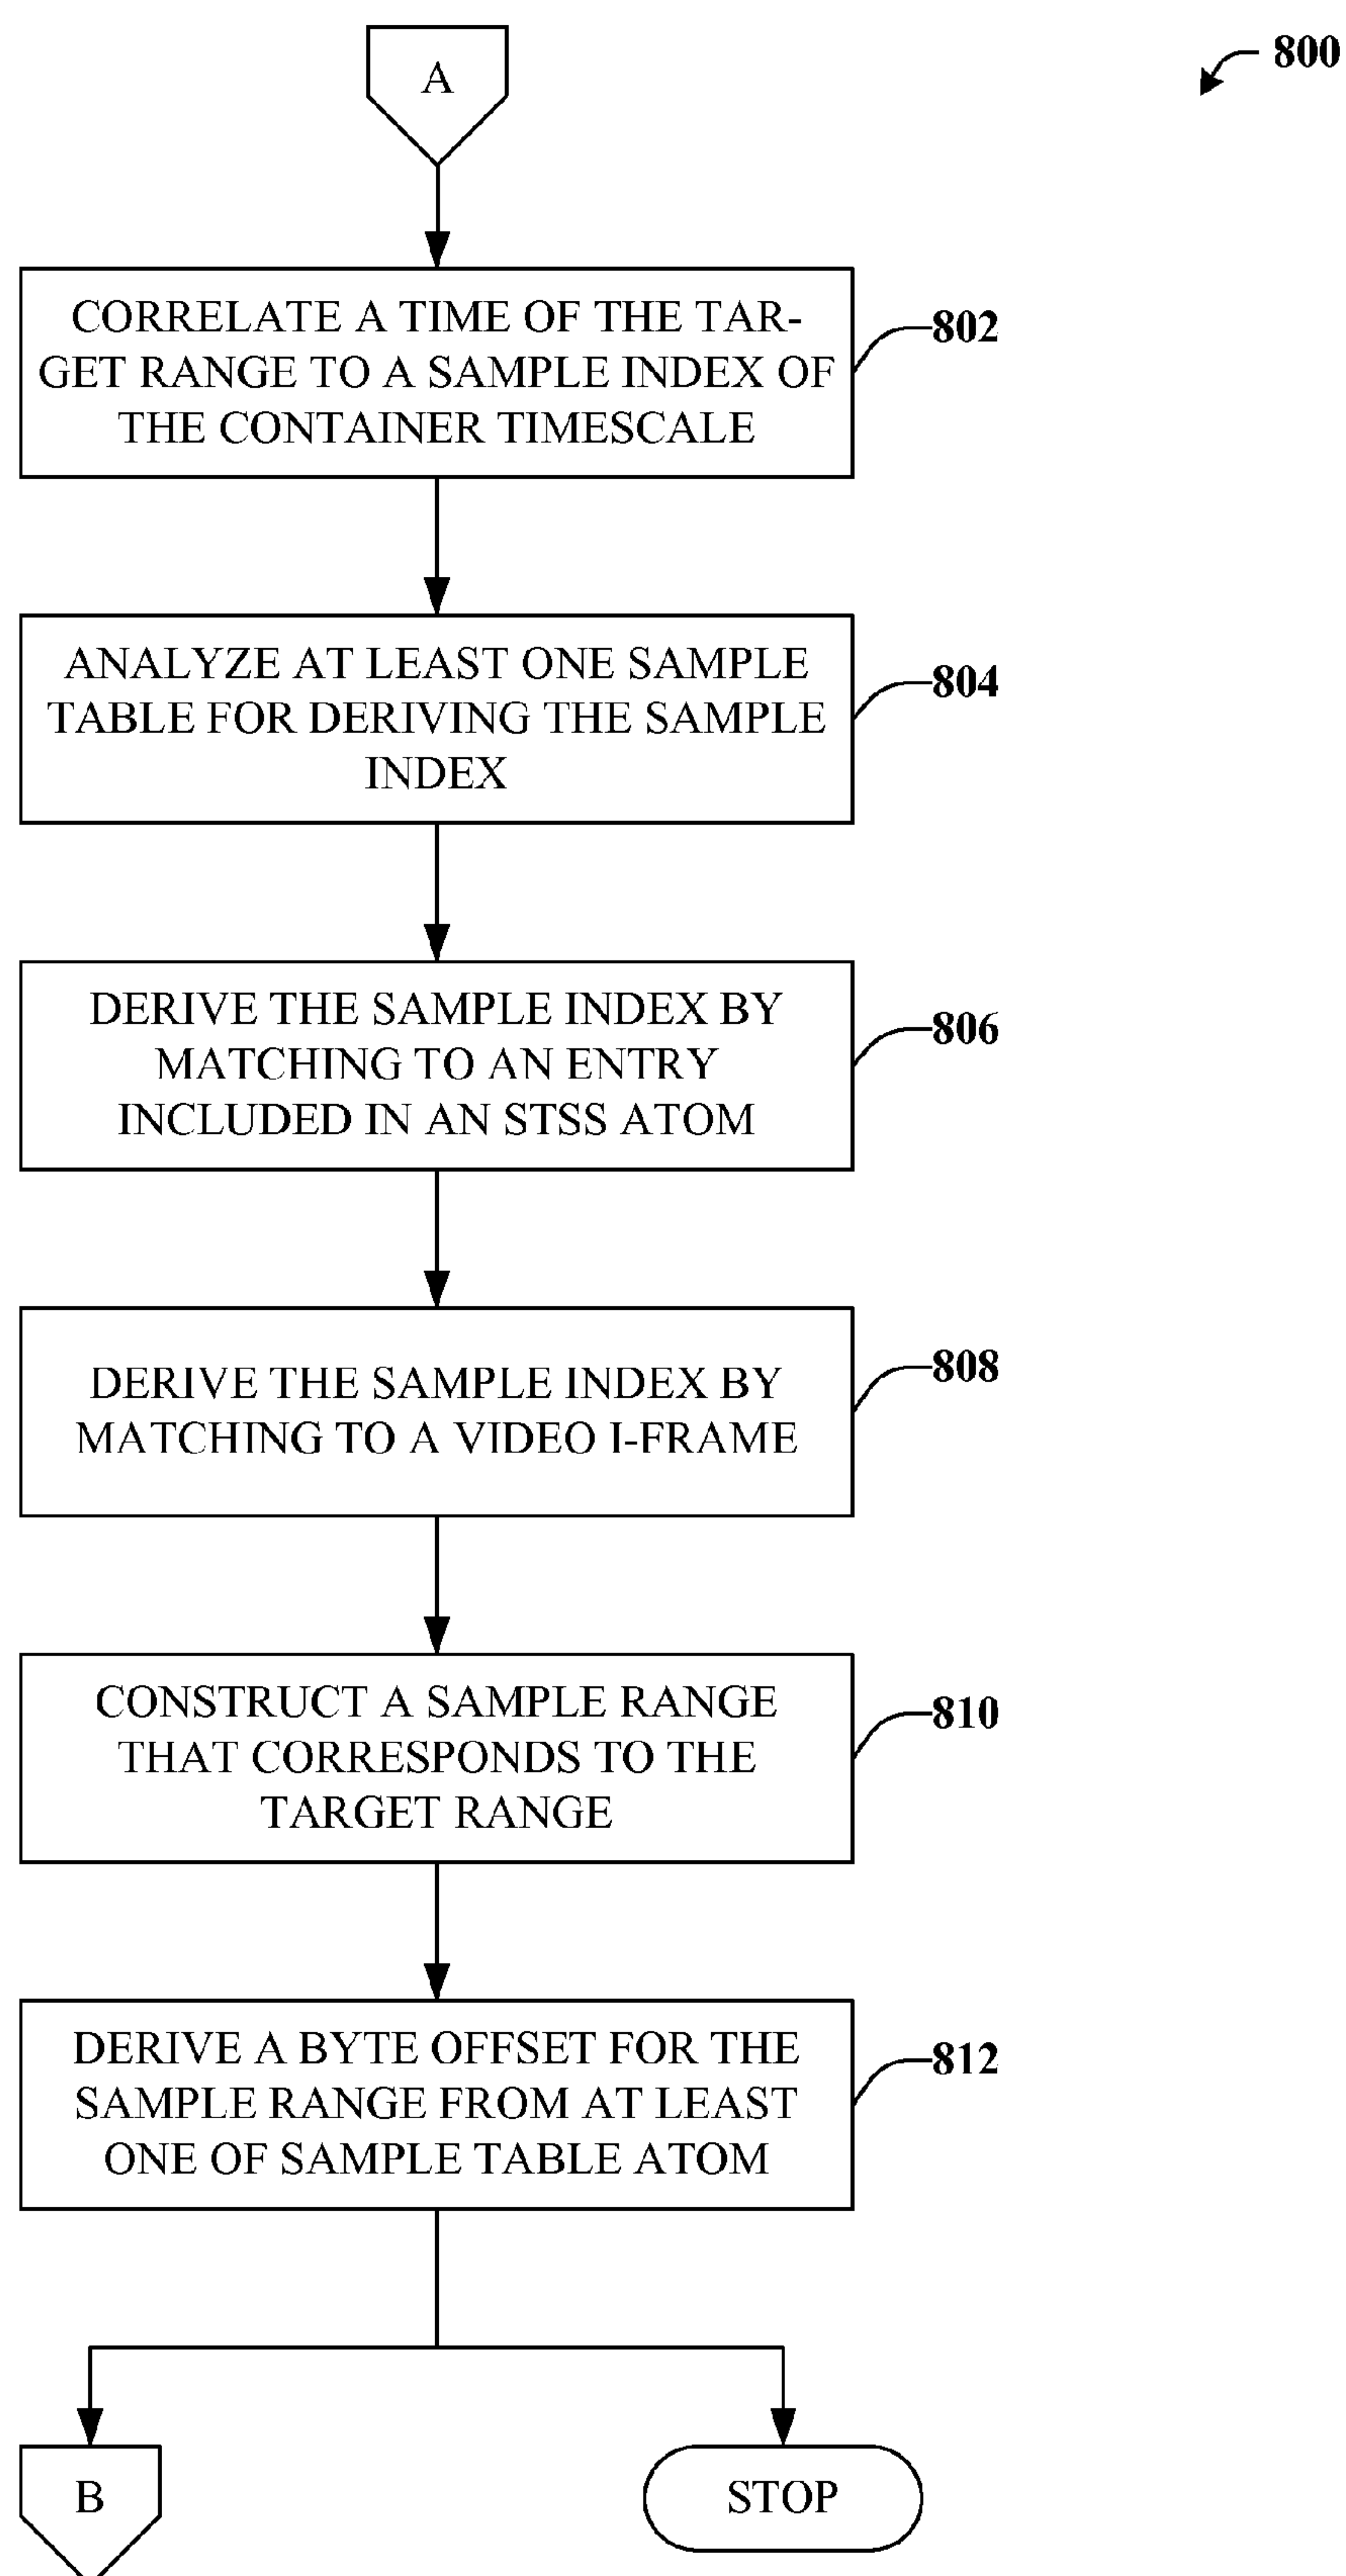 A
800
CORRELATE A TIME OF THE TAR-
GET RANGE TO A SAMPLE INDEX OF
THE CONTAINER TIMESCALE
802
ANALYZE AT LEAST ONE SAMPLE
TABLE FOR DERIVING THE SAMPLE
INDEX
804
DERIVE THE SAMPLE INDEX BY
MATCHING TO AN ENTRY
INCLUDED IN AN STSS ATOM
806
DERIVE THE SAMPLE INDEX BY
MATCHING TO A VIDEO I-FRAME
808
CONSTRUCT A SAMPLE RANGE
THAT CORRESPONDS TO THE
TARGET RANGE
810
DERIVE A BYTE OFFSET FOR THE
SAMPLE RANGE FROM AT LEAST
ONE OF SAMPLE TABLE ATOM
812
B
STOP